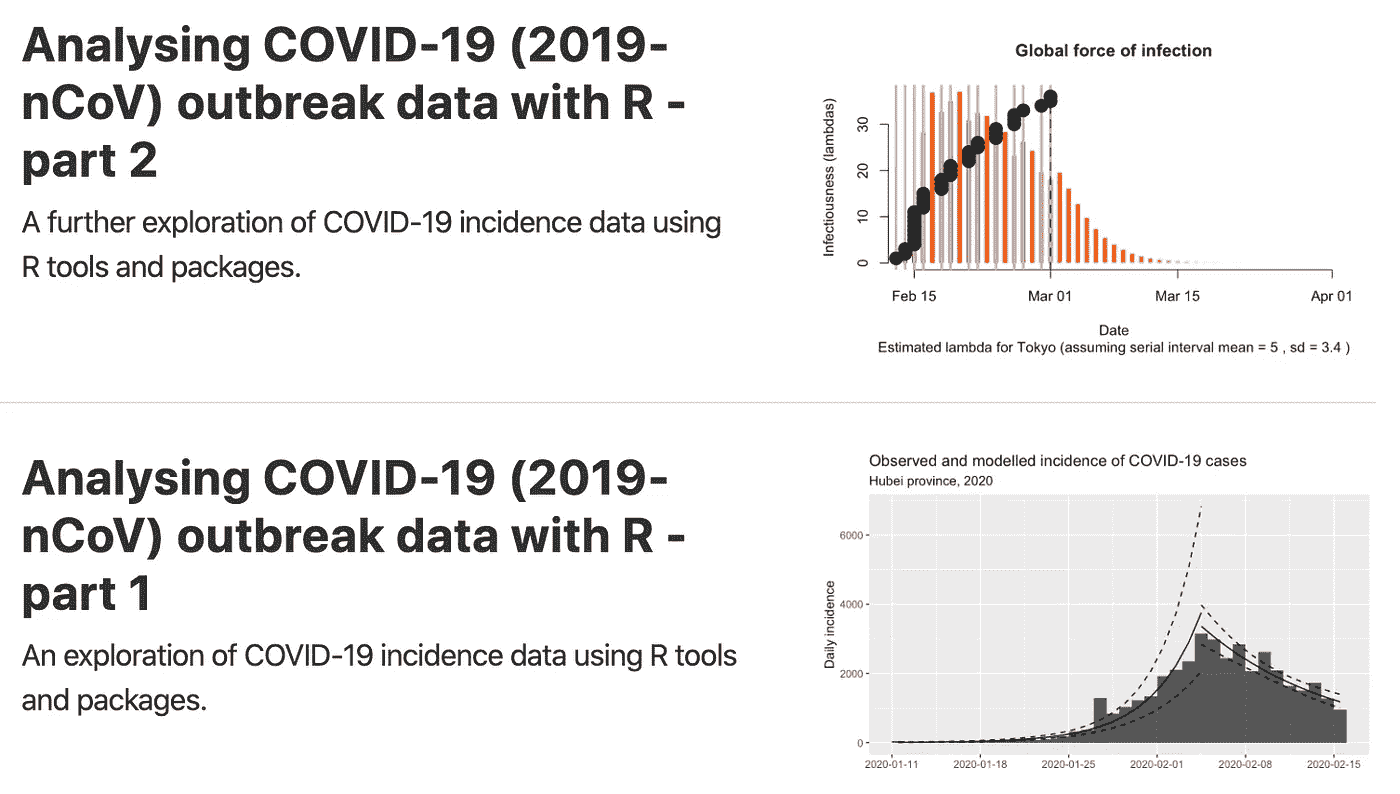 Analysing COVID-19 (2019-
nCoV) outbreak data with R -
part 2
A further exploration of COVID-19 incidence data using
R tools and packages.
Global force of infection
Infectiousness (lambdas)
30
20
10
0
Feb 15
Mar 01
Mar 15
Apr 01
Date
Estimated lambda for Tokyo (assuming serial interval mean = 5 , sd = 3.4 )
Analysing COVID-19 (2019-
nCoV) outbreak data with R -
part 1
An exploration of COVID-19 incidence data using R tools
and packages.
Observed and modelled incidence of COVID-19 cases
Hubei province, 2020
Daily incidence
6000
4000
2000
0
2020-01-11
2020-01-18
2020-01-25
2020-02-01
2020-02-08
2020-02-15